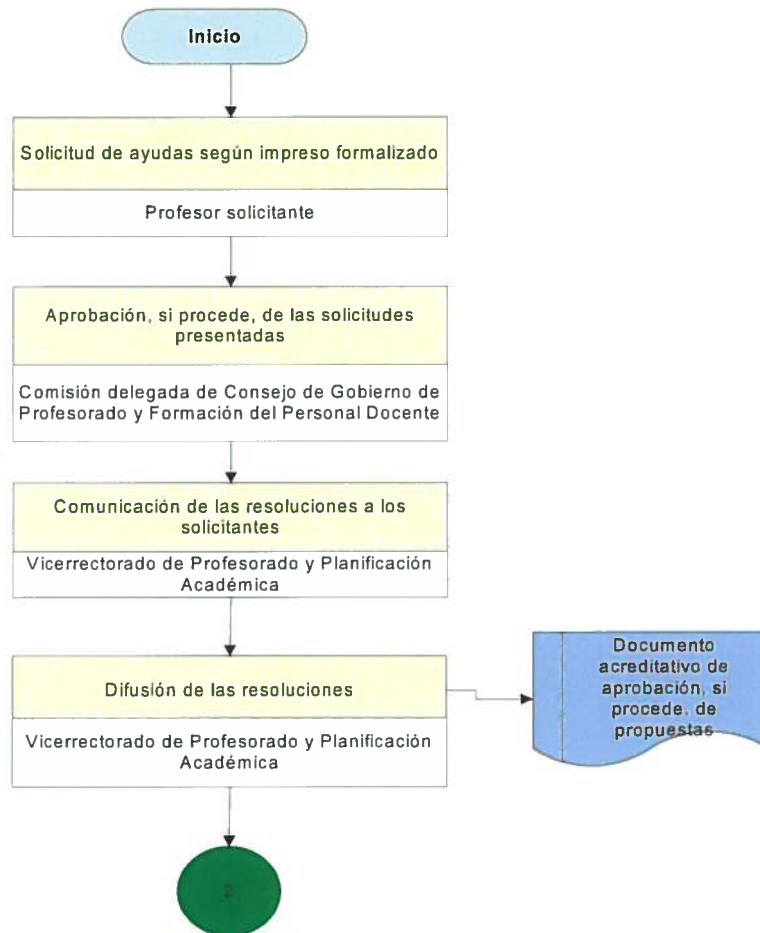 Inicio
Solicitud de ayudas según impreso formalizado
Profesor solicitante
Aprobación, si procede, de las solicitudes
presentadas
Comisión delegada de Consejo de Gobierno de
Profesorado y Formación del Personal Docente
Comunicación de las resoluciones a los
solicitantes
Vicerrectorado de Profesorado y Planificación
Académica
Difusión de las resoluciones
Vicerrectorado de Profesorado y Planificación
Académica
Documento
acreditativo de
aprobación, si
procede, de
propuestas
2